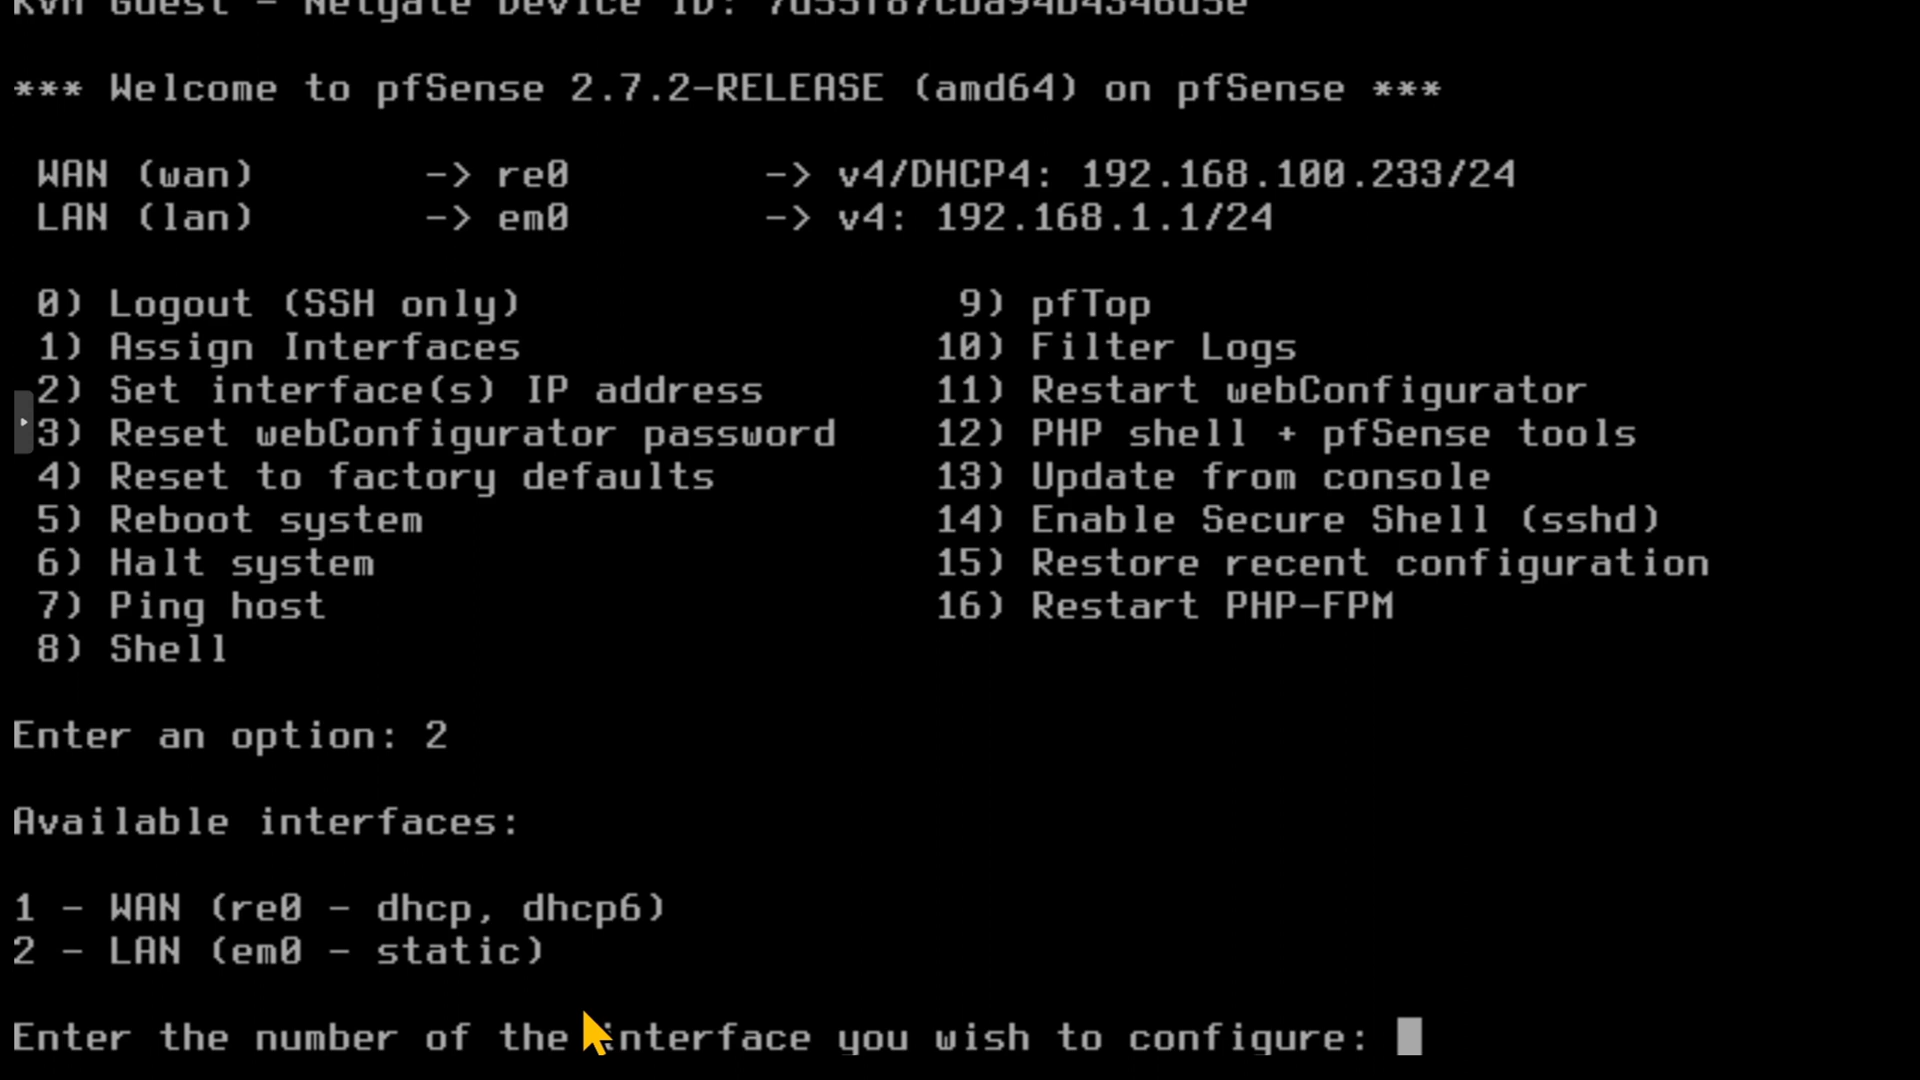 KVM Guest - Netgate Device ID:
*** Welcome to pfSense 2.7.2-RELEASE (amd64) on pfSense ***
WAN (wan) -> re0 -> v4/DHCP4: 192.168.100.233/24
LAN (lan) -> em0 -> v4: 192.168.1.1/24
0) Logout (SSH only) 9) pfTop
1) Assign Interfaces 10) Filter Logs
2) Set interface(s) IP address 11) Restart webConfigurator
3) Reset webConfigurator password 12) PHP shell + pfSense tools
4) Reset to factory defaults 13) Update from console
5) Reboot system 14) Enable Secure Shell (sshd)
6) Halt system 15) Restore recent configuration
7) Ping host 16) Restart PHP-FPM
8) Shell
Enter an option: 2
Available interfaces:
1 - WAN (re0 - dhcp, dhcp6)
2 - LAN (em0 - static)
Enter the number of the interface you wish to configure: